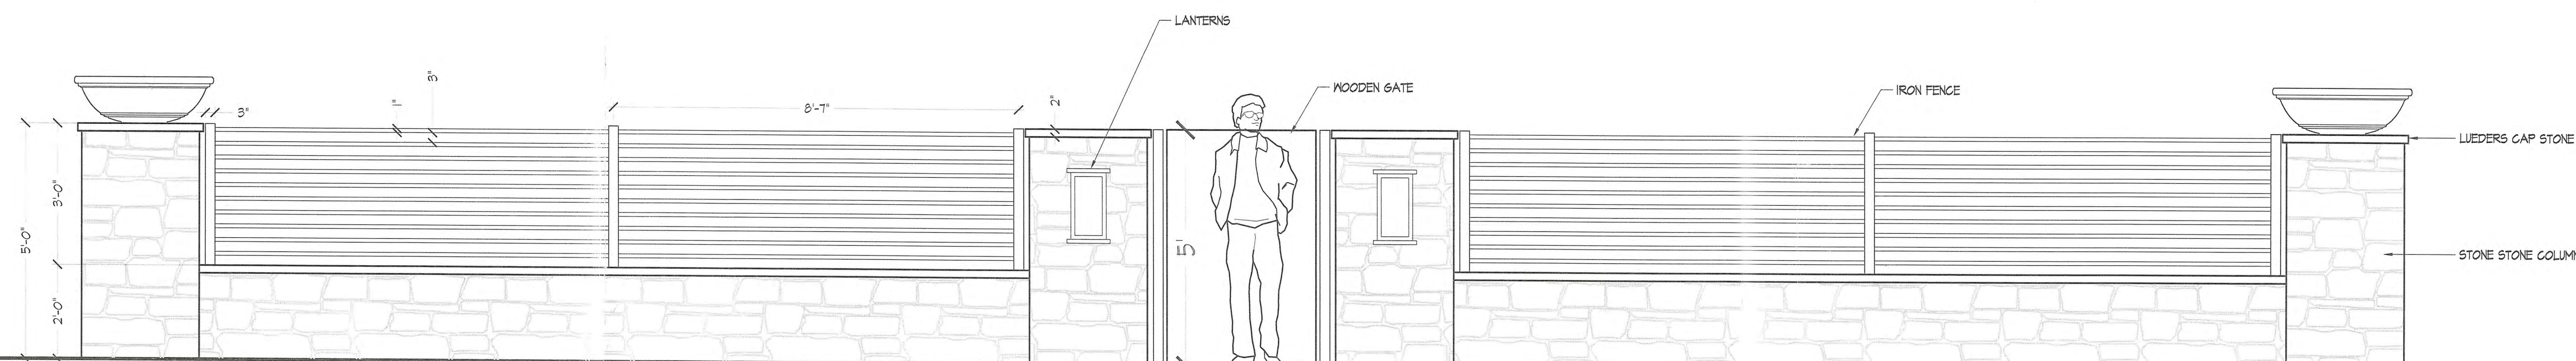 LANTERNS
3"
1"
3"
8'-7"
2"
WOODEN GATE
IRON FENCE
LUEDERS CAP STONE
5'-0"
3'-0"
2'-0"
5'
STONE STONE COLUMN